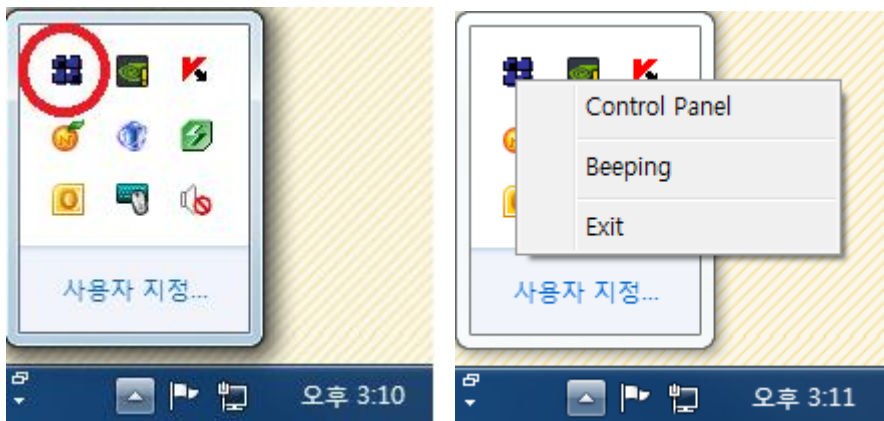 사용자 지정...
오후 3:10
Control Panel
Beeping
Exit
사용자 지정...
오후 3:11